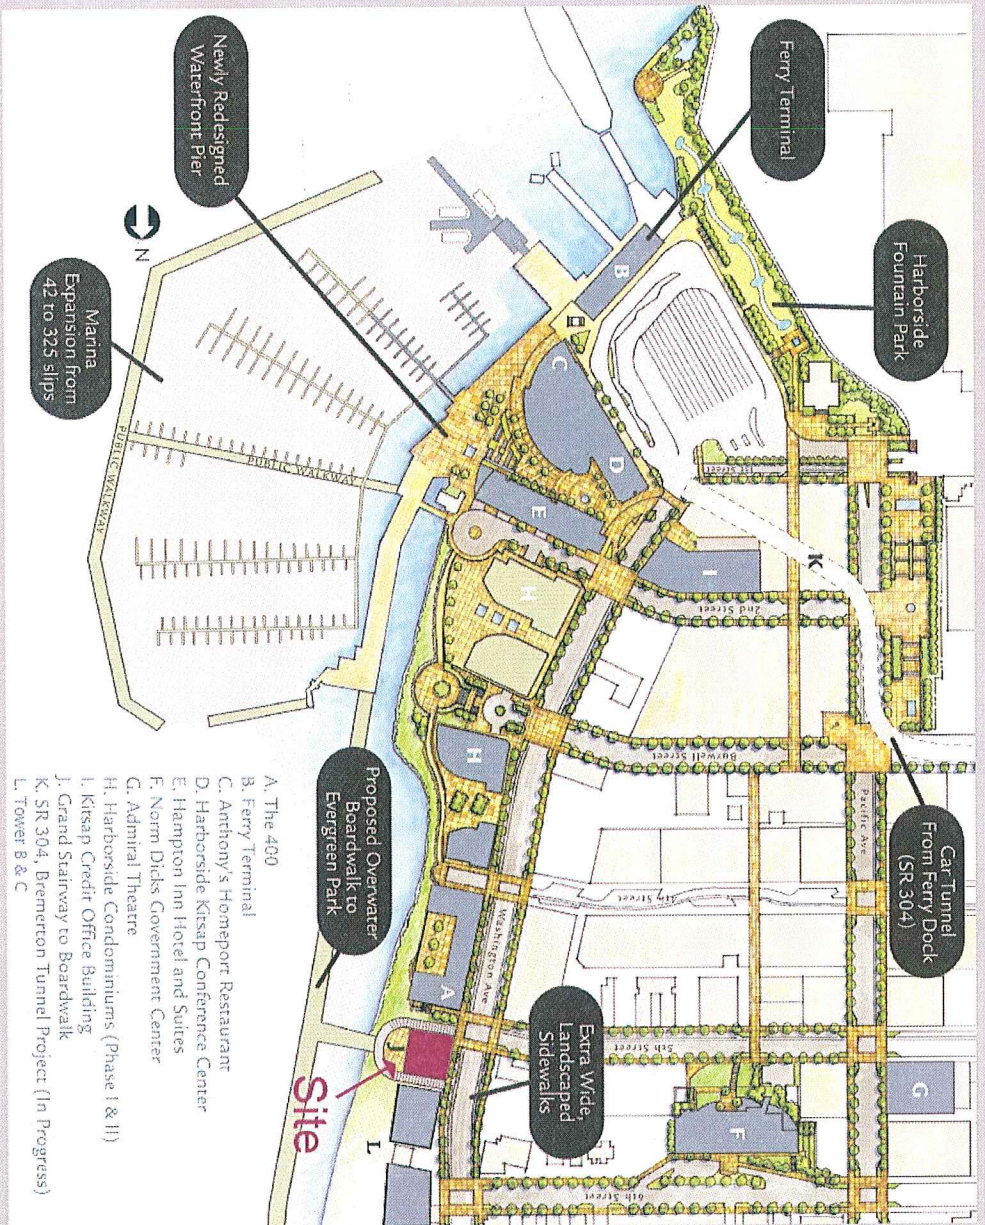 Ferry Terminal
Harborside
Fountain Park
Car Tunnel
From Ferry Dock
(SR 304)
Newly Redesigned
Waterfront Pier
N
Marina
Expansion from
42 to 325 slips
PUBLIC WALKWAY
PUBLIC WALKWAY
B
C
D
E
I
K
H
H
A
F
G
L
1st Street
2nd Street
Burwell Street
Pacific Ave
4th Street
Washington Ave
5th Street
6th Street
Extra Wide,
Landscaped
Sidewalks
Proposed Overwater
Boardwalk to
Evergreen Park
Site
A. The 400
B. Ferry Terminal
C. Anthony's Homeport Restaurant
D. Harborside Kitsap Conference Center
E. Hampton Inn Hotel and Suites
F. Norm Dicks Government Center
G. Admiral Theatre
H. Harborside Condominiums (Phase I & II)
I. Kitsap Credit Office Building
J. Grand Stairway to Boardwalk
K. SR 304, Bremerton Tunnel Project (In Progress)
L. Tower B & C